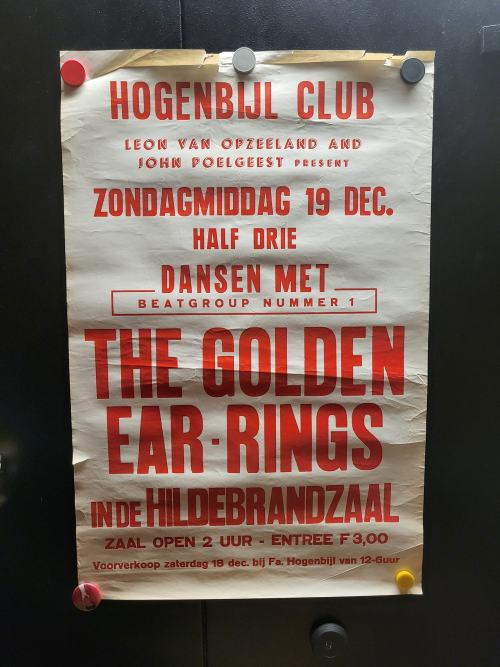 HOGENBIJL CLUB
LEON VAN OPZEELAND AND
JOHN POELGEEST PRESENT
ZONDAGMIDDAG 19 DEC.
HALF DRIE
DANSEN MET
BEATGROUP NUMMER 1
THE GOLDEN
EAR-RINGS
IN DE HILDEBRANDZAAL
ZAAL OPEN 2 UUR - ENTREE F 3,00
Voorverkoop zaterdag 18 dec. bij Fa. Hogenbijl van 12-6uur